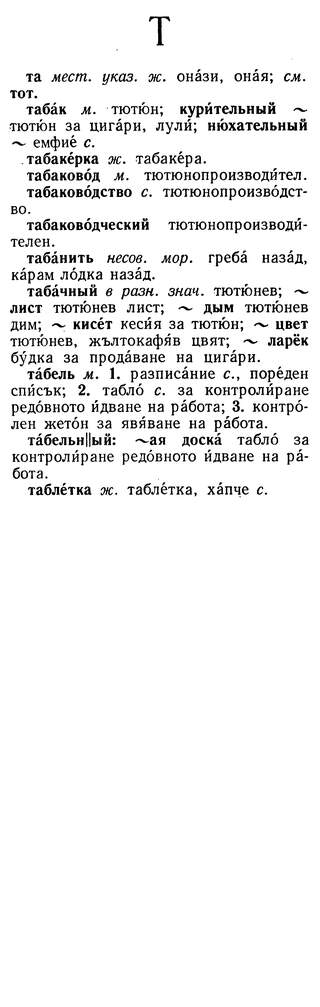 Т
та мест. указ. ж. она́зи, она́я; см.
тот.
таба́к м. тютю́н; кури́тельный ~
тютю́н за цига́ри, лули́; ню́хательный
~ емфие́ с.
табаке́рка ж. табаке́ра.
табаково́д м. тютюнопроизводи́тел.
табаково́дство с. тютюнопроизво́дст-
во.
табаково́дческий тютюнопроизводи́-
телен.
таба́нить несов. мор. греба́ наза́д,
ка́рам ло́дка наза́д.
таба́чный в разн. знач. тютю́нев; ~
лист тютю́нев лист; ~ дым тютю́нев
дим; ~ кисе́т кеси́я за тютю́н; ~ цвет
тютю́нев, жълтокафя́в цвят; ~ ларёк
бу́дка за прода́ване на цига́ри.
та́бель м. 1. разписа́ние с., поре́ден
спи́сък; 2. табло́ с. за контроли́ране
редо́вното и́дване на ра́бота; 3. контро́-
лен жето́н за явя́ване на ра́бота.
та́бельн||ый: ~ая доска́ табло́ за
контроли́ране редо́вното и́дване на ра́-
бота.
табле́тка ж. табле́тка, ха́пче с.